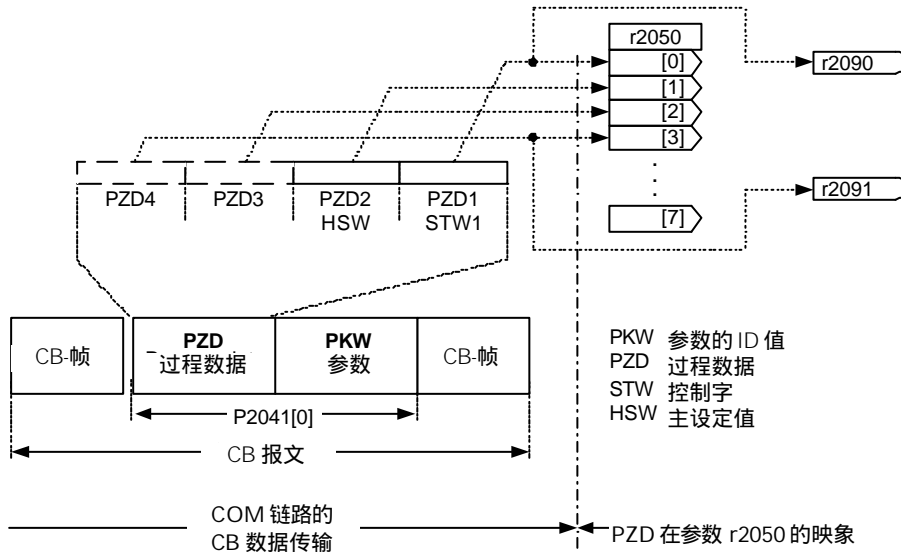 r2050
[0]
r2090
[1]
[2]
[3]
PZD4
PZD3
PZD2
HSW
PZD1
STW1
r2091
[7]
CB-帧
PZD
过程数据
PKW
参数
CB-帧
P2041[0]
CB 报文
PKW 参数的 ID 值
PZD 过程数据
STW 控制字
HSW 主设定值
COM 链路的
CB 数据传输
PZD 在参数 r2050 的映象